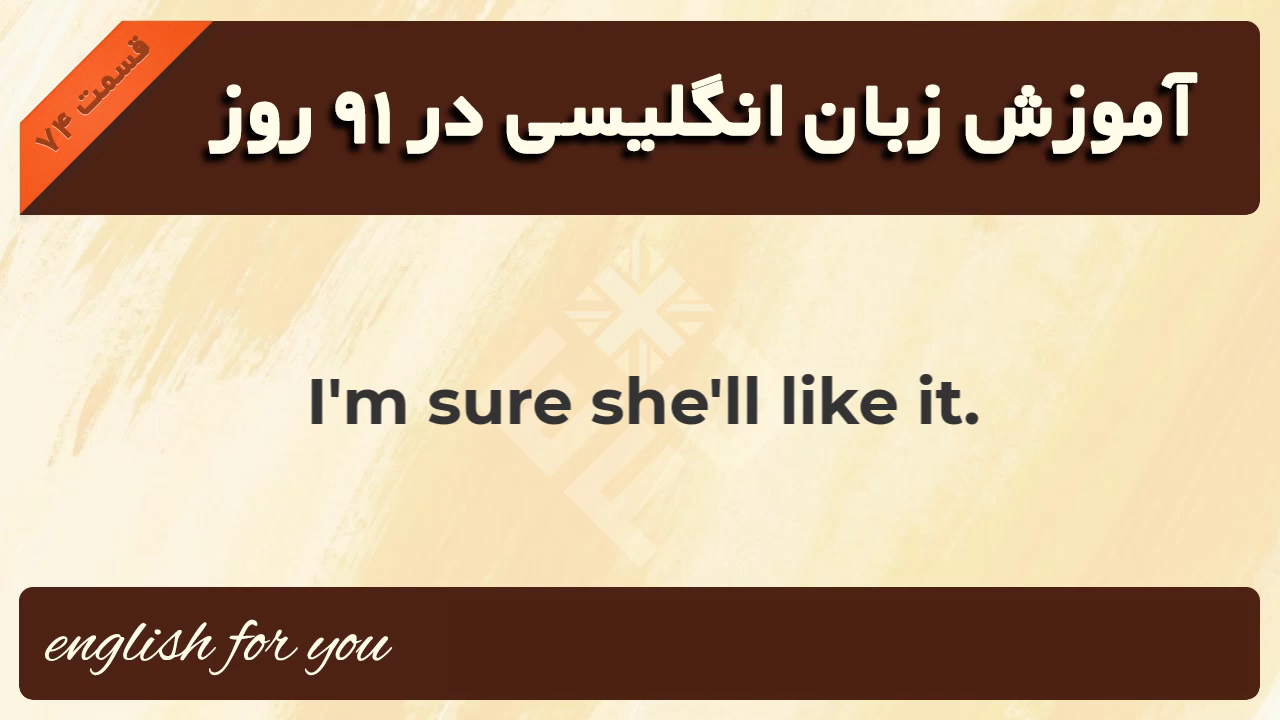 قسمت ۷۴
آموزش زبان انگلیسی در ۹۱ روز
I'm sure she'll like it.
english for you